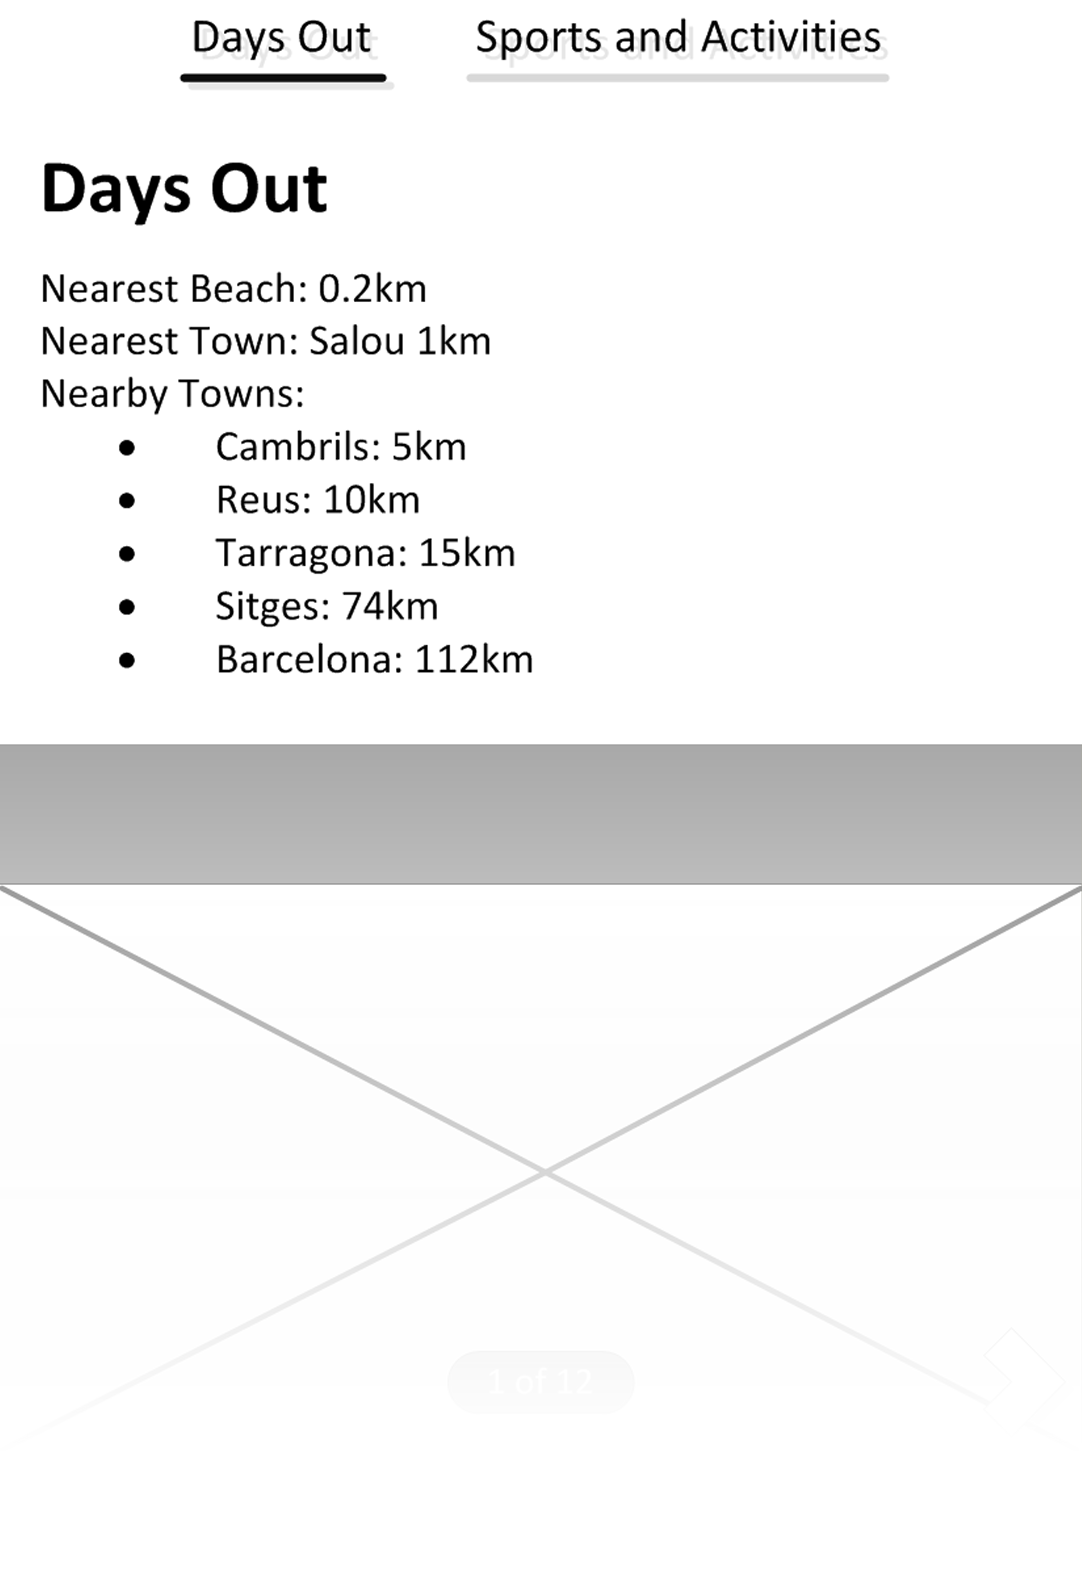 Days Out Sports and Activities
Days Out
Nearest Beach: 0.2km
Nearest Town: Salou 1km
Nearby Towns:
• Cambrils: 5km
• Reus: 10km
• Tarragona: 15km
• Sitges: 74km
• Barcelona: 112km
1 of 12